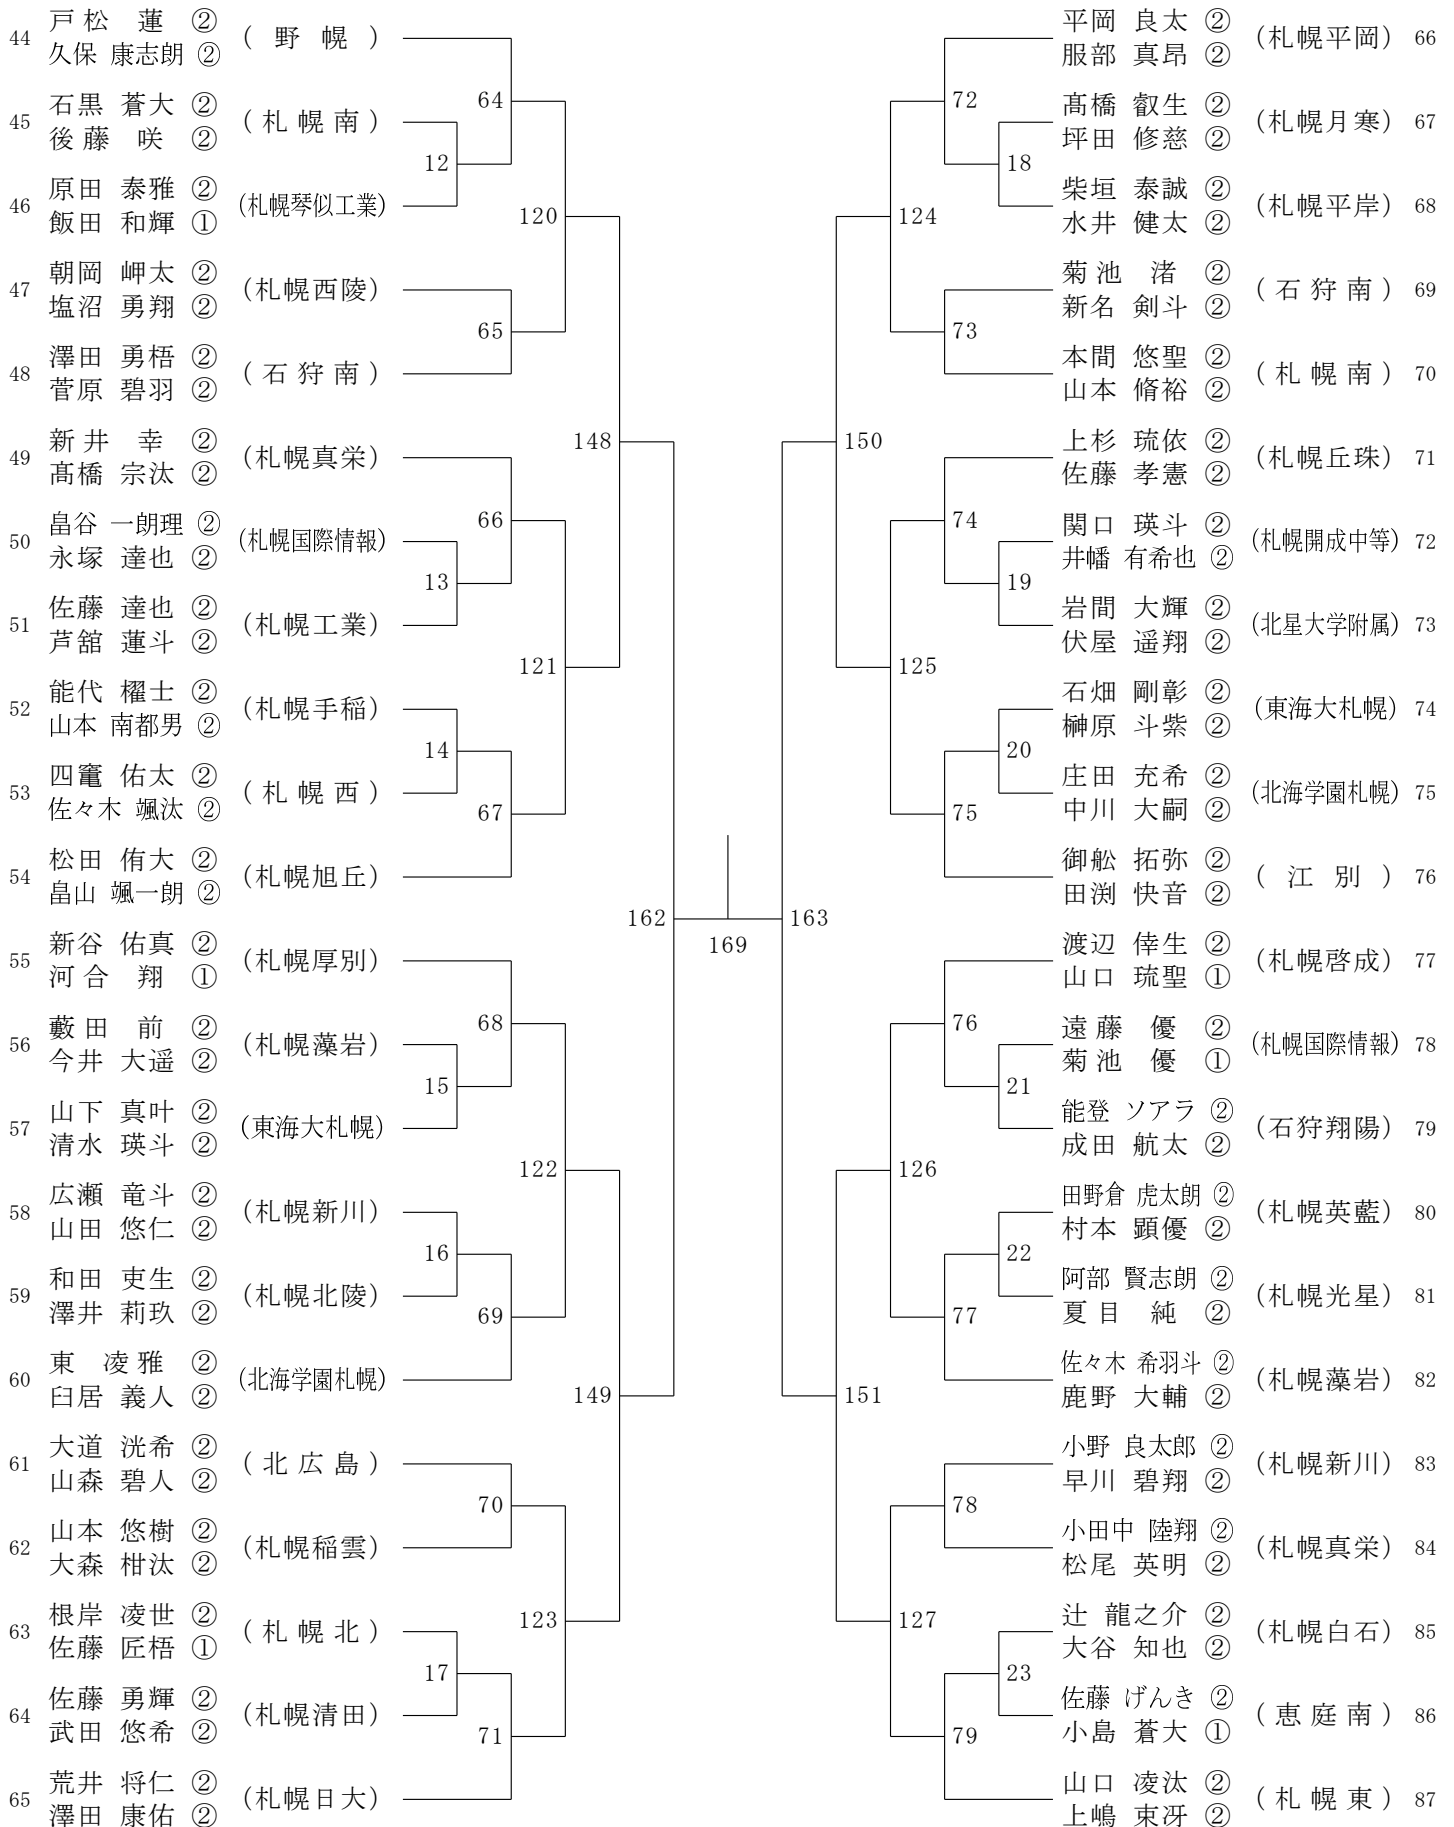 44 戸松 蓮 ② (野幌)
久保 康志朗 ②
45 石黒 蒼大 ② (札幌南)
後藤 咲 ②
46 原田 泰雅 ② (札幌琴似工業)
飯田 和輝 ①
47 朝岡 岬太 ② (札幌西陵)
塩沼 勇翔 ②
48 澤田 勇梧 ② (石狩南)
菅原 碧羽 ②
49 新井 幸 ② (札幌真栄)
髙橋 宗汰 ②
50 畠谷 一朗理 ② (札幌国際情報)
永塚 達也 ②
51 佐藤 達也 ② (札幌工業)
芦舘 蓮斗 ②
52 能代 櫂士 ② (札幌手稲)
山本 南都男 ②
53 四竃 佑太 ② (札幌西)
佐々木 颯汰 ②
54 松田 侑大 ② (札幌旭丘)
畠山 颯一朗 ②
55 新谷 佑真 ② (札幌厚別)
河合 翔 ①
56 藪田 前 ② (札幌藻岩)
今井 大遥 ②
57 山下 真叶 ② (東海大札幌)
清水 瑛斗 ②
58 広瀬 竜斗 ② (札幌新川)
山田 悠仁 ②
59 和田 吏生 ② (札幌北陵)
澤井 莉玖 ②
60 東 凌雅 ② (北海学園札幌)
臼居 義人 ②
61 大道 洸希 ② (北広島)
山森 碧人 ②
62 山本 悠樹 ② (札幌稲雲)
大森 柑汰 ②
63 根岸 凌世 ② (札幌北)
佐藤 匠梧 ①
64 佐藤 勇輝 ② (札幌清田)
武田 悠希 ②
65 荒井 将仁 ② (札幌日大)
澤田 康佑 ②
12
13
14
15
16
17
64
65
66
67
68
69
70
71
120
121
122
123
148
149
162
169
163
150
151
124
125
126
127
72
73
74
75
76
77
78
79
18
19
20
21
22
23
平岡 良太 ② (札幌平岡) 66
服部 真昂 ②
髙橋 叡生 ② (札幌月寒) 67
坪田 修慈 ②
柴垣 泰誠 ② (札幌平岸) 68
水井 健太 ②
菊池 渚 ② (石狩南) 69
新名 剣斗 ②
本間 悠聖 ② (札幌南) 70
山本 脩裕 ②
上杉 琉依 ② (札幌丘珠) 71
佐藤 孝憲 ②
関口 瑛斗 ② (札幌開成中等) 72
井幡 有希也 ②
岩間 大輝 ② (北星大学附属) 73
伏屋 遥翔 ②
石畑 剛彰 ② (東海大札幌) 74
榊原 斗紫 ②
庄田 充希 ② (北海学園札幌) 75
中川 大嗣 ②
御舩 拓弥 ② (江別) 76
田渕 快音 ②
渡辺 倖生 ② (札幌啓成) 77
山口 琉聖 ①
遠藤 優 ② (札幌国際情報) 78
菊池 優 ①
能登 ソアラ ② (石狩翔陽) 79
成田 航太 ②
田野倉 虎太朗 ② (札幌英藍) 80
村本 顕優 ②
阿部 賢志朗 ② (札幌光星) 81
夏目 純 ②
佐々木 希羽斗 ② (札幌藻岩) 82
鹿野 大輔 ②
小野 良太郎 ② (札幌新川) 83
早川 碧翔 ②
小田中 陸翔 ② (札幌真栄) 84
松尾 英明 ②
辻 龍之介 ② (札幌白石) 85
大谷 知也 ②
佐藤 げんき ② (恵庭南) 86
小島 蒼大 ①
山口 凌汰 ② (札幌東) 87
上嶋 束冴 ②